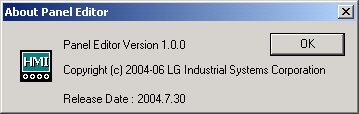 About Panel Editor
Panel Editor Version 1.0.0
OK
HMI
Copyright (c) 2004-06 LG Industrial Systems Corporation
Release Date : 2004.7.30